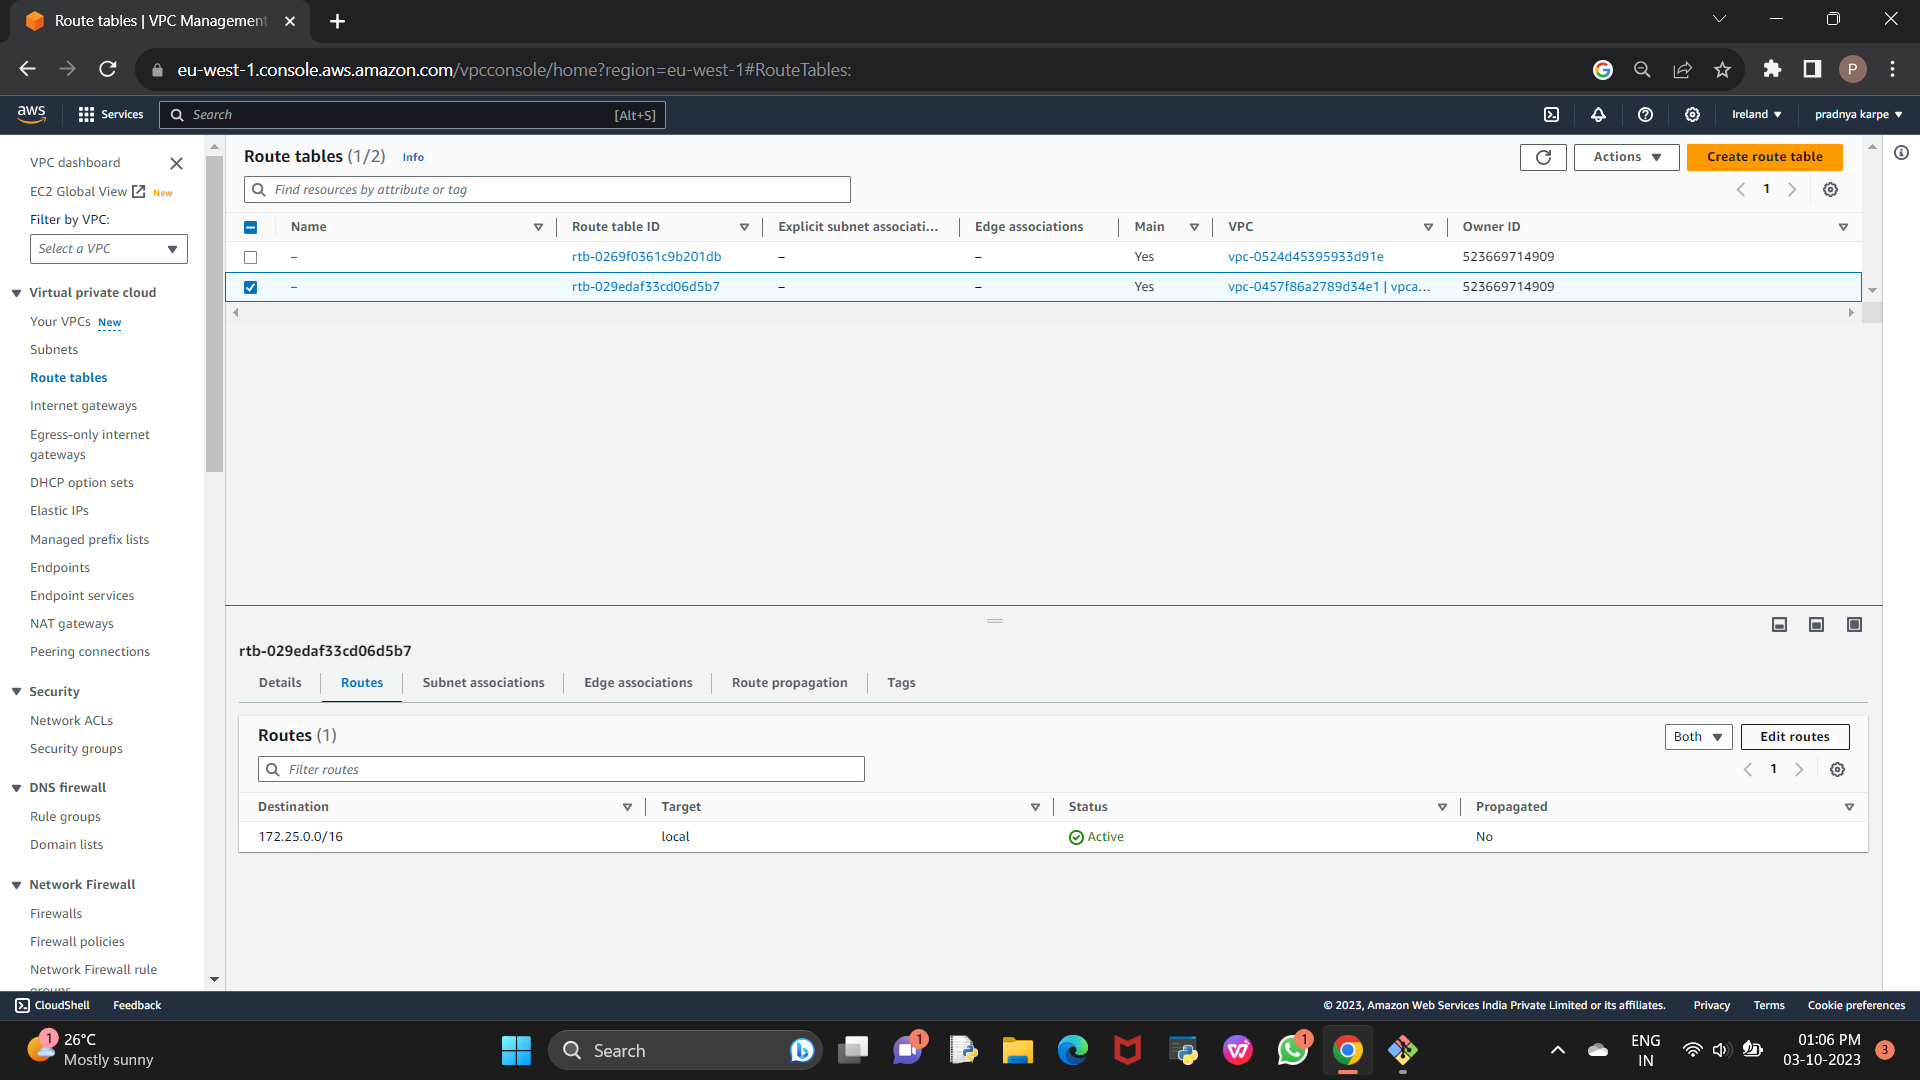 Route tables | VPC Management
eu-west-1.console.aws.amazon.com/vpcconsole/home?region=eu-west-1#RouteTables:
P
aws
Services
Search
[Alt+S]
Ireland
pradnya karpe
VPC dashboard
EC2 Global View New
Filter by VPC:
Select a VPC
Virtual private cloud
Your VPCs New
Subnets
Route tables
Internet gateways
Egress-only internet
gateways
DHCP option sets
Elastic IPs
Managed prefix lists
Endpoints
Endpoint services
NAT gateways
Peering connections
Security
Network ACLs
Security groups
DNS firewall
Rule groups
Domain lists
Network Firewall
Firewalls
Firewall policies
Network Firewall rule
groups
Route tables (1/2) Info
Actions
Create route table
Find resources by attribute or tag
1
Name Route table ID Explicit subnet associati... Edge associations Main VPC Owner ID
– rtb-0269f0361c9b201db – – Yes vpc-0524d45395933d91e 523669714909
– rtb-029edaf33cd06d5b7 – – Yes vpc-0457f86a2789d34e1 | vpca... 523669714909
rtb-029edaf33cd06d5b7
Details Routes Subnet associations Edge associations Route propagation Tags
Routes (1)
Both
Edit routes
Filter routes
1
Destination Target Status Propagated
172.25.0.0/16 local Active No
CloudShell Feedback
© 2023, Amazon Web Services India Private Limited or its affiliates. Privacy Terms Cookie preferences
1
26°C
Mostly sunny
Search
1
1
ENG
IN
01:06 PM
03-10-2023
3